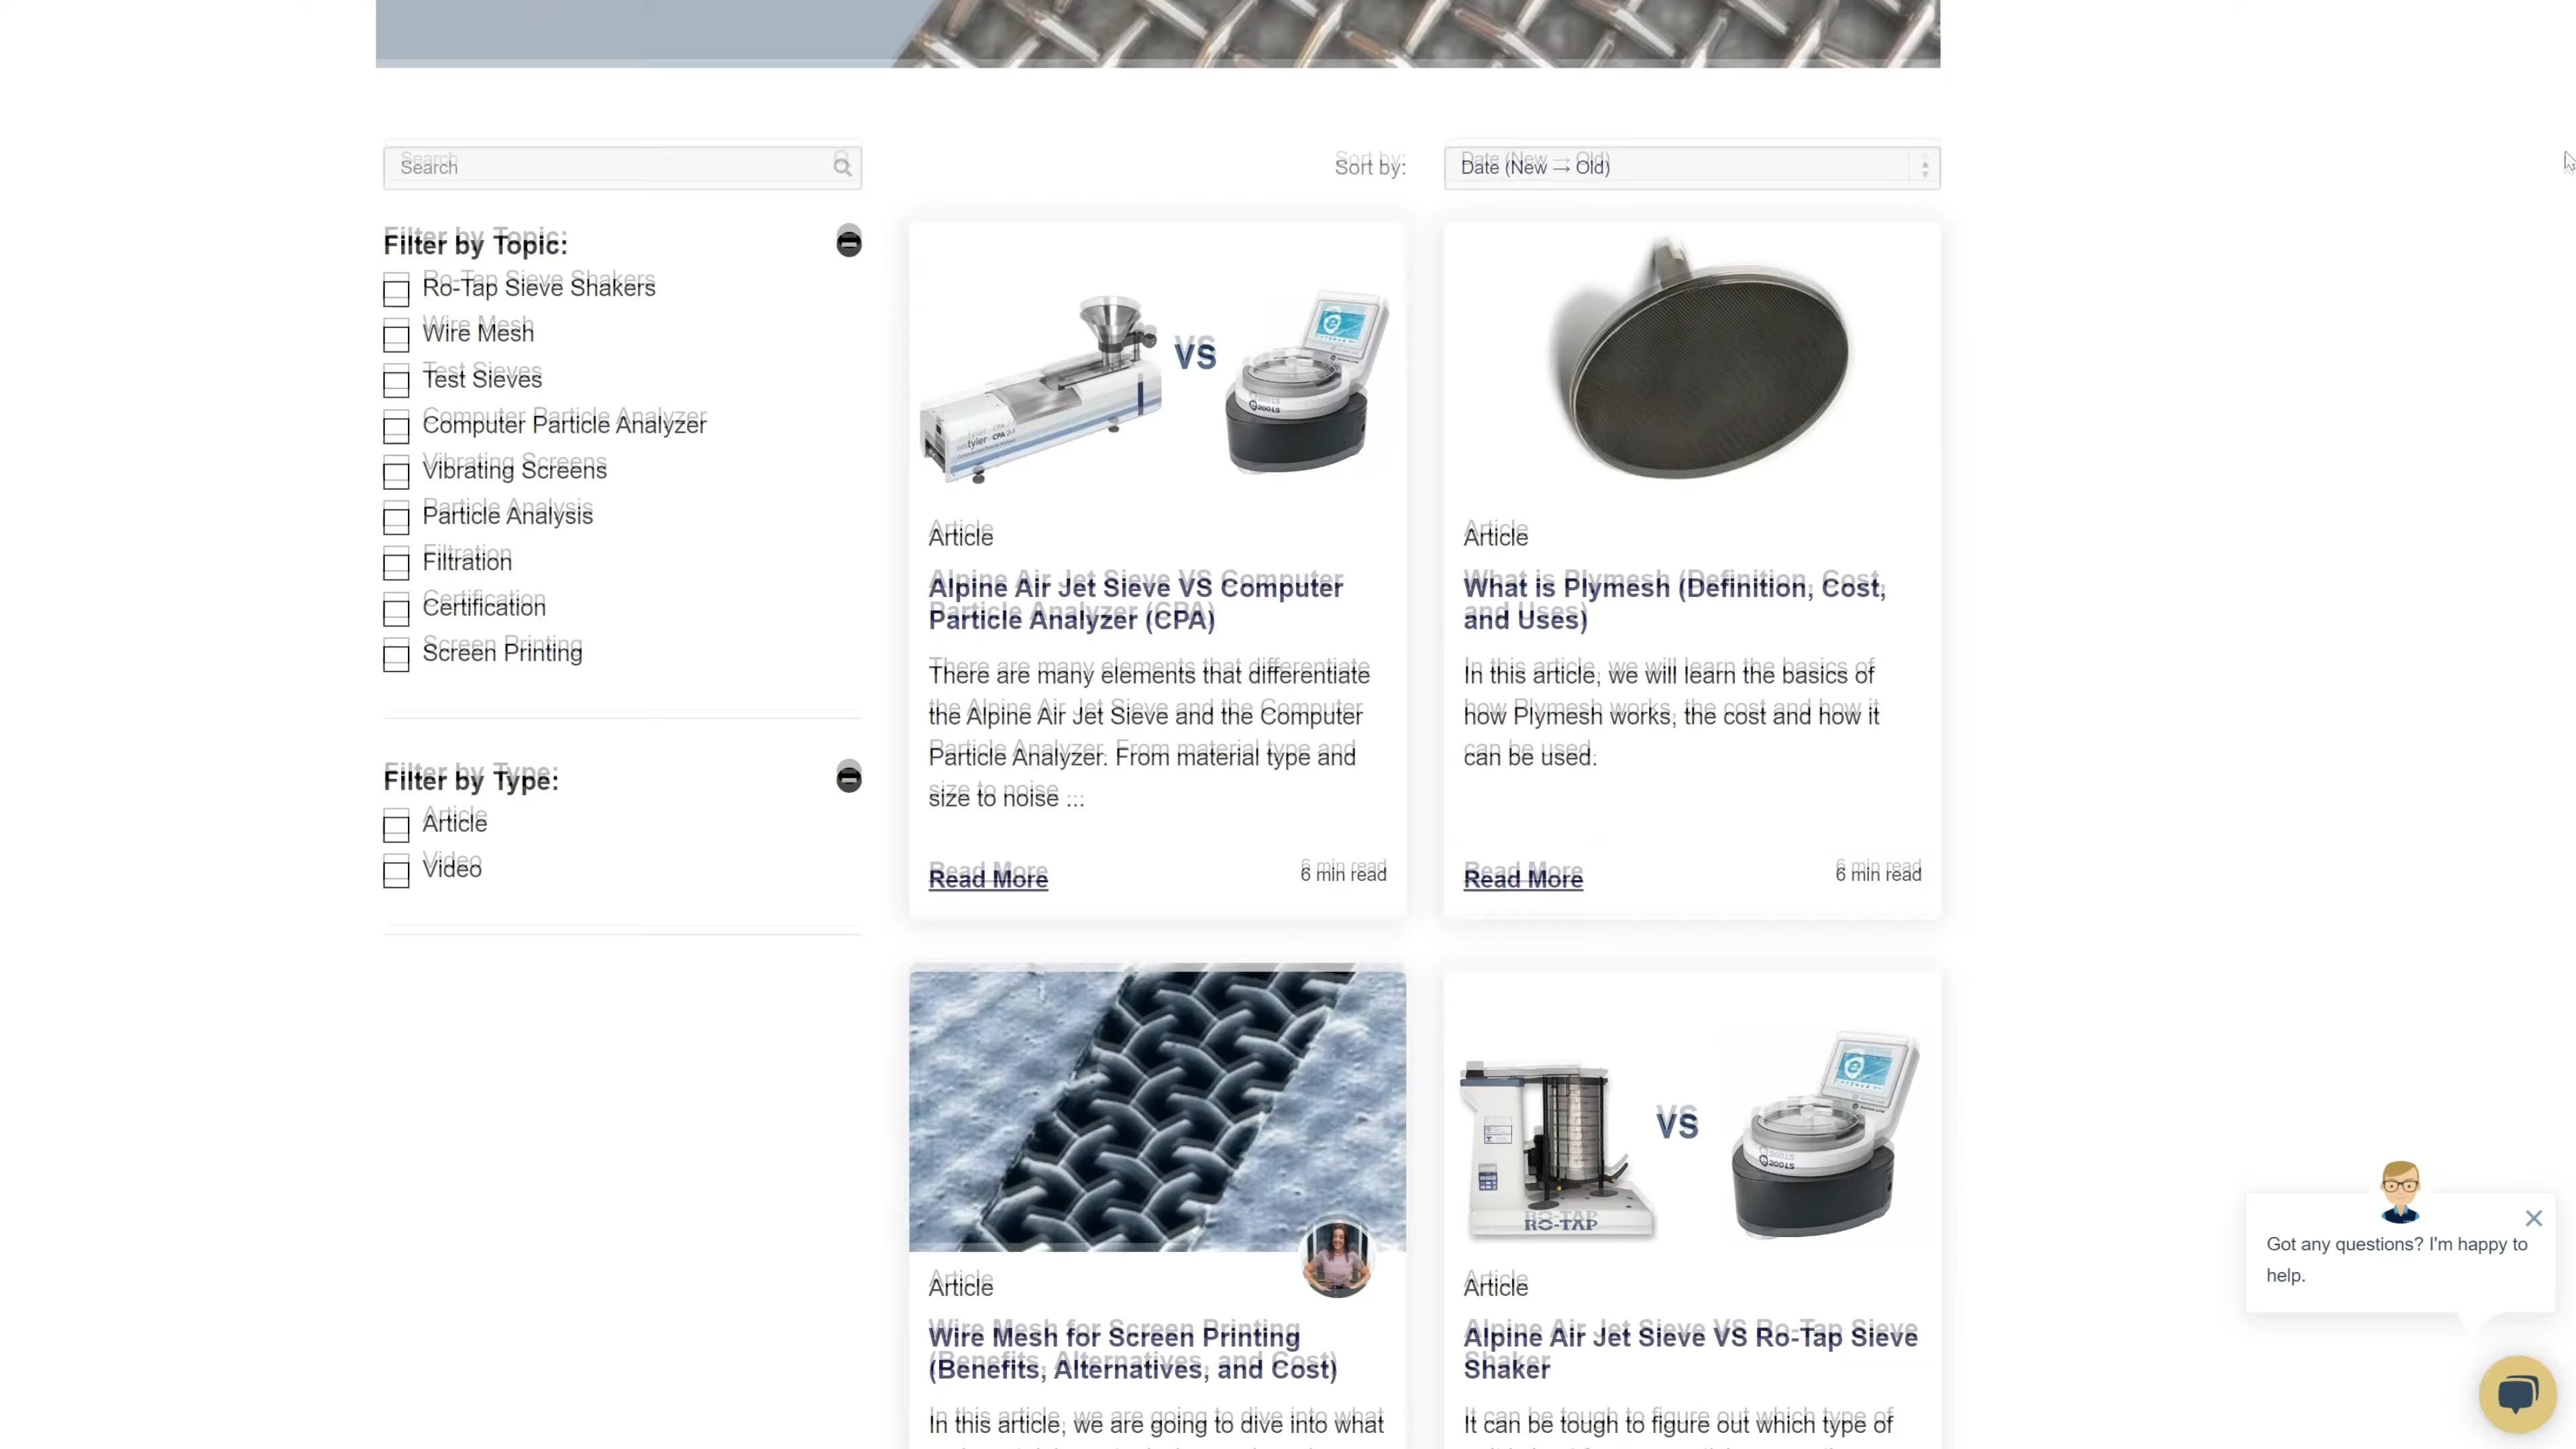 Search
Sort by:
Date (New → Old)
Filter by Topic:
Ro-Tap Sieve Shakers
Wire Mesh
Test Sieves
Computer Particle Analyzer
Vibrating Screens
Particle Analysis
Filtration
Certification
Screen Printing
Filter by Type:
Article
Video
VS
tyler CPA 2-1
200LS
Article
Alpine Air Jet Sieve VS Computer
Particle Analyzer (CPA)
There are many elements that differentiate
the Alpine Air Jet Sieve and the Computer
Particle Analyzer. From material type and
size to noise ...
Read More
6 min read
Article
What is Plymesh (Definition, Cost,
and Uses)
In this article, we will learn the basics of
how Plymesh works, the cost and how it
can be used.
Read More
6 min read
Article
Wire Mesh for Screen Printing
(Benefits, Alternatives, and Cost)
In this article, we are going to dive into what
RO-TAP
VS
200LS
Article
Alpine Air Jet Sieve VS Ro-Tap Sieve
Shaker
It can be tough to figure out which type of
Got any questions? I'm happy to
help.